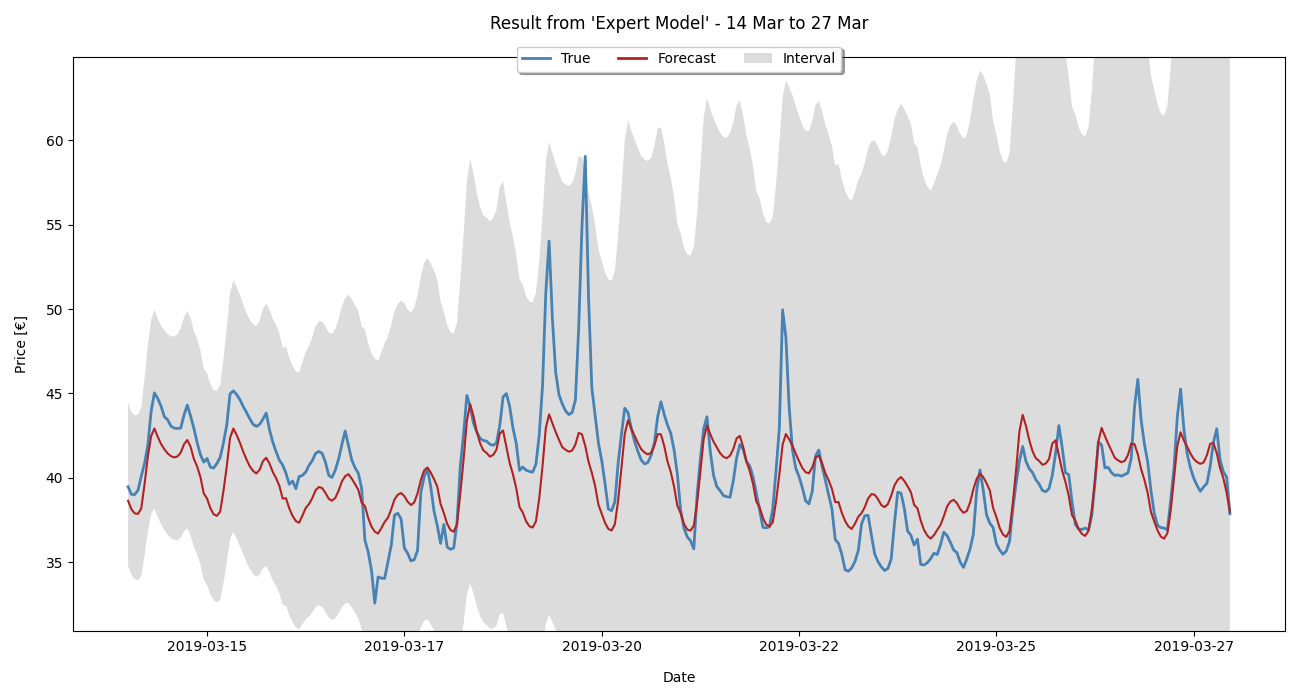 Result from 'Expert Model' - 14 Mar to 27 Mar
True Forecast Interval
60
55
50
45
40
35
Price [€]
2019-03-15 2019-03-17 2019-03-20 2019-03-22 2019-03-25 2019-03-27
Date